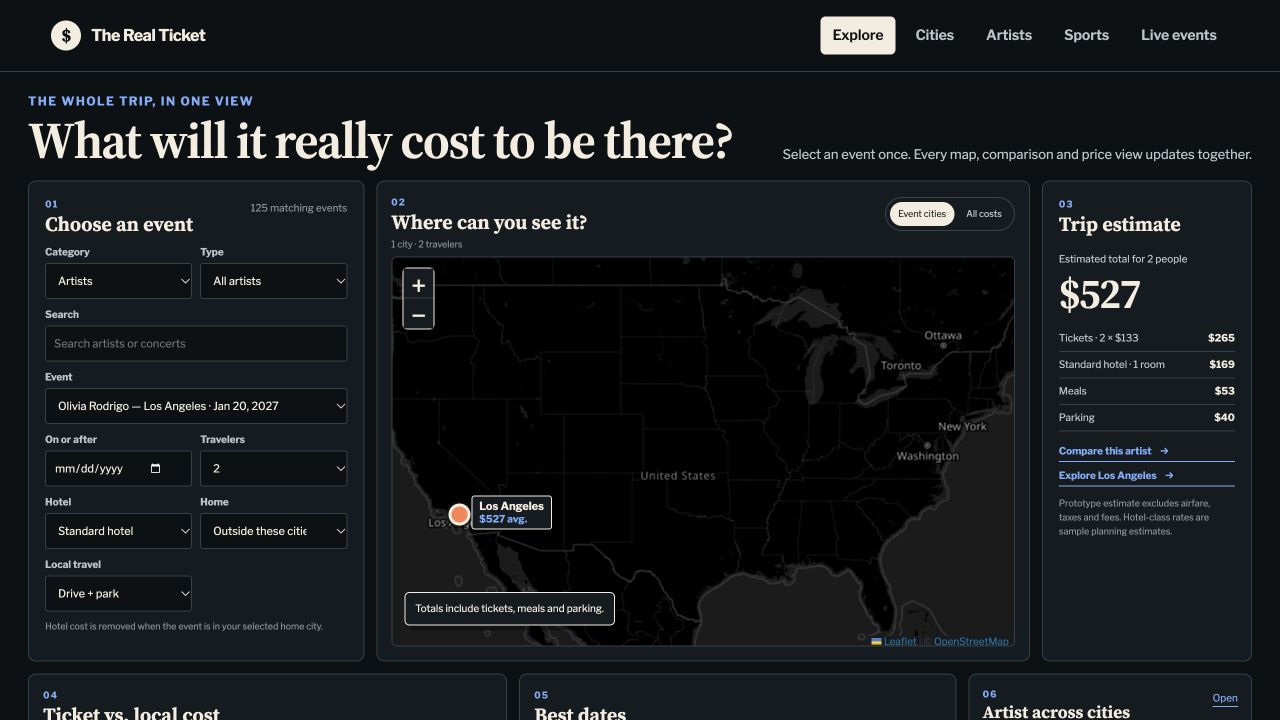 $ The Real Ticket
Explore
Cities
Artists
Sports
Live events
THE WHOLE TRIP, IN ONE VIEW
What will it really cost to be there?
Select an event once. Every map, comparison and price view updates together.
01
Choose an event
125 matching events
Category
Type
Artists
All artists
Search
Search artists or concerts
Event
Olivia Rodrigo — Los Angeles · Jan 20, 2027
On or after
Travelers
mm/dd/yyyy
2
Hotel
Home
Standard hotel
Outside these citie
Local travel
Drive + park
Hotel cost is removed when the event is in your selected home city.
02
Where can you see it?
1 city · 2 travelers
Event cities
All costs
+
−
Ottawa
Toronto
New York
Washington
United States
Los
Los Angeles
$527 avg.
Totals include tickets, meals and parking.
Leaflet | © OpenStreetMap
03
Trip estimate
Estimated total for 2 people
$527
Tickets · 2 × $133 $265
Standard hotel · 1 room $169
Meals $53
Parking $40
Compare this artist →
Explore Los Angeles →
Prototype estimate excludes airfare,
taxes and fees. Hotel-class rates are
sample planning estimates.
04
Ticket vs. local cost
05
Best dates
06
Artist across cities
Open